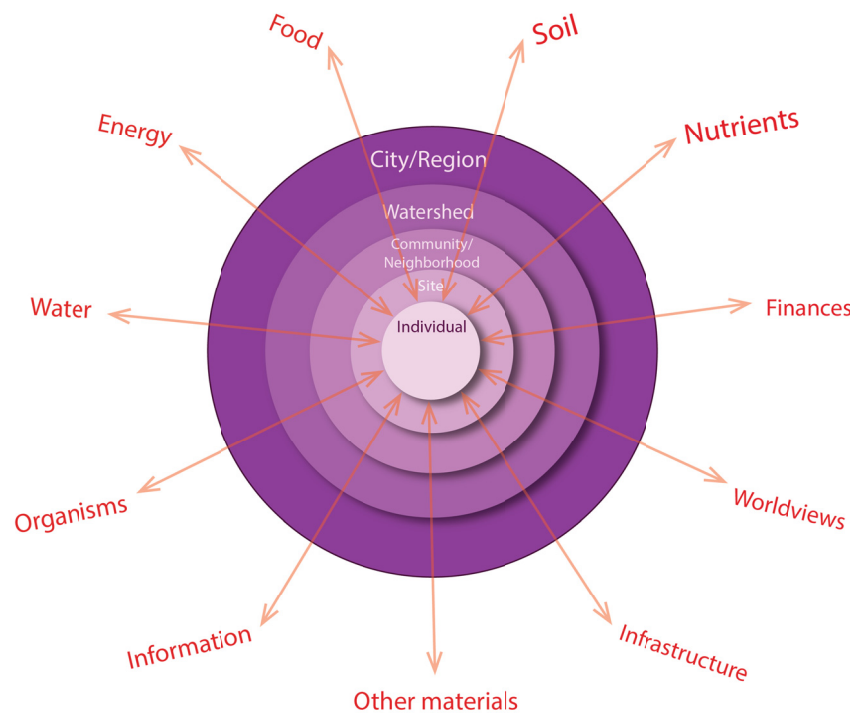 Food
Soil
Energy
Nutrients
City/Region
Watershed
Community/
Neighborhood
Site
Individual
Water
Finances
Organisms
Worldviews
Information
Infrastructure
Other materials